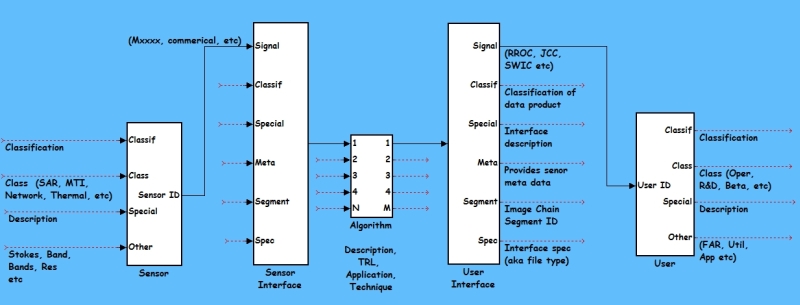 (Mxxxx, commerical, etc)
Classif
Classification
Class
Class (SAR, MTI,
Network, Thermal, etc)
Sensor ID
Special
Description
Other
Stokes, Band,
Bands, Res
etc
Sensor
Signal
Classif
Special
Meta
Segment
Spec
Sensor
Interface
1
2
3
4
N
1
2
3
4
M
Algorithm
Description,
TRL,
Application,
Technique
Signal
(RROC, JCC,
SWIC etc)
Classif
Classification of
data product
Special
Interface
description
Meta
Provides senor
meta data
Segment
Image Chain
Segment ID
Spec
Interface spec
(aka file type)
User
Interface
User ID
Classif
Classification
Class
Class (Oper,
R&D, Beta, etc)
Special
Description
Other
(FAR, Util,
App etc)
User